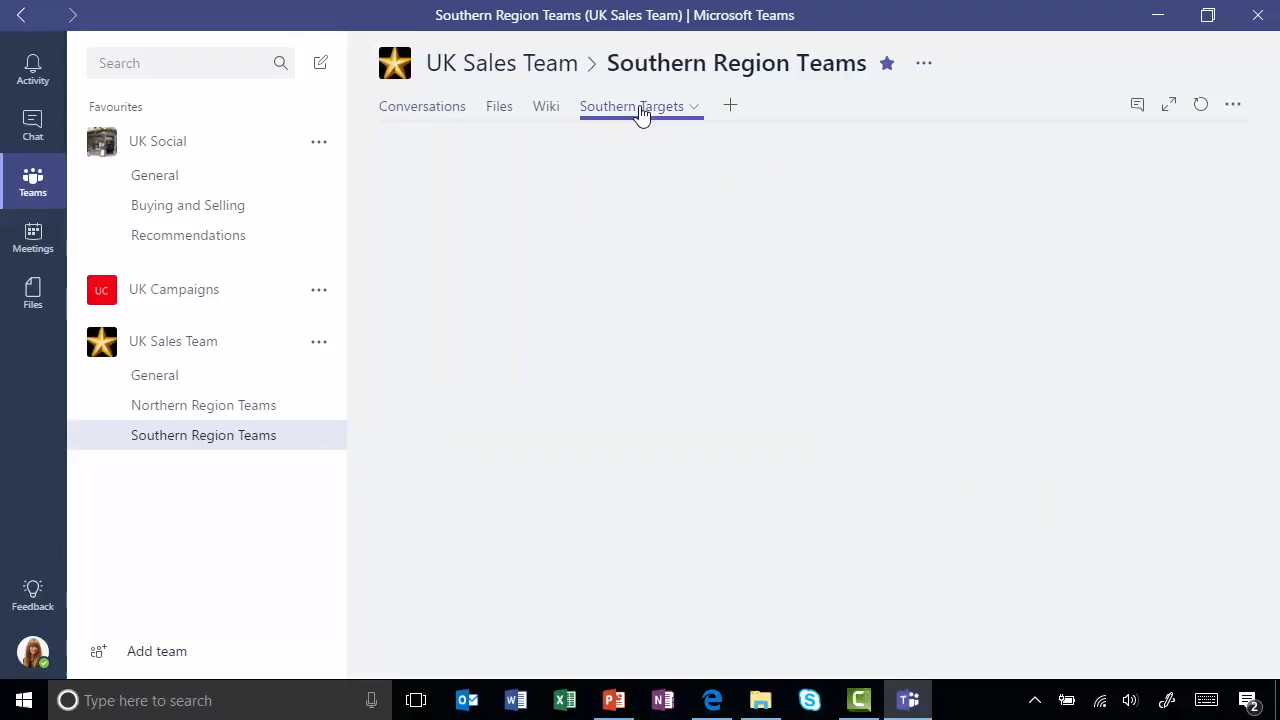 Southern Region Teams (UK Sales Team) | Microsoft Teams
Search
Activity
Chat
Teams
Meetings
Files
Feedback
Favourites
UK Social
General
Buying and Selling
Recommendations
UC
UK Campaigns
UK Sales Team
General
Northern Region Teams
Southern Region Teams
Add team
UK Sales Team > Southern Region Teams
Conversations Files Wiki Southern Targets
Type here to search
2